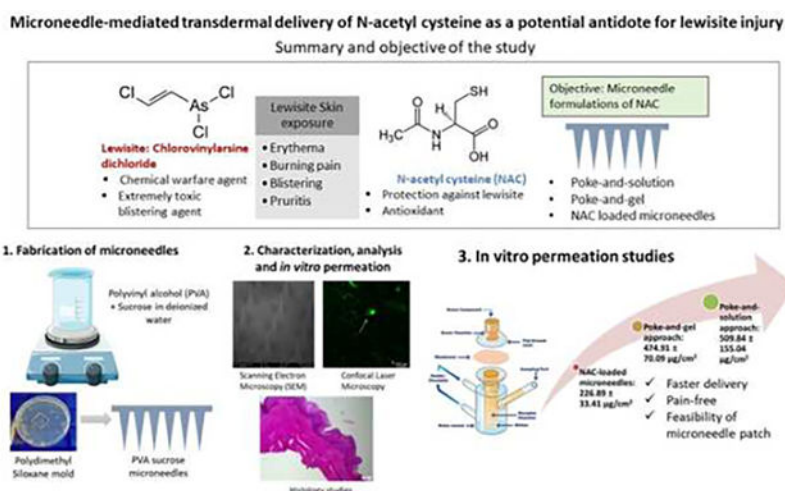 Microneedle-mediated transdermal delivery of N-acetyl cysteine as a potential antidote for lewisite injury
Summary and objective of the study
Cl
Cl
As
Cl
Lewisite: Chlorovinylarsine
dichloride
• Chemical warfare agent
• Extremely toxic
blistering agent
Lewisite Skin
exposure
• Erythema
• Burning pain
• Blistering
• Pruritis
SH
O
H
H₃C
N
H
O
OH
N-acetyl cysteine (NAC)
• Protection against lewisite
• Antioxidant
Objective: Microneedle
formulations of NAC
• Poke-and-solution
• Poke-and-gel
• NAC loaded microneedles
1. Fabrication of microneedles
Polyvinyl alcohol (PVA)
+ Sucrose in deionized
water
Polydimethyl
Siloxane mold
PVA sucrose
microneedles
2. Characterization, analysis
and in vitro permeation
Scanning Electron
Microscopy (SEM)
Confocal Laser
Microscopy
Histology studies
3. In vitro permeation studies
NAC-loaded
microneedles:
226.89 ±
33.41 µg/cm²
Poke-and-gel
approach:
474.91 ±
70.09 µg/cm²
Poke-and-
solution
approach:
509.84 ±
155.04
µg/cm²
✓ Faster delivery
✓ Pain-free
✓ Feasibility of
microneedle patch